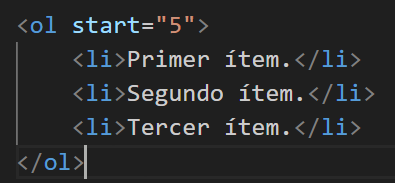 <ol start="5">
<li>Primer ítem.</li>
<li>Segundo ítem.</li>
<li>Tercer ítem.</li>
</ol>